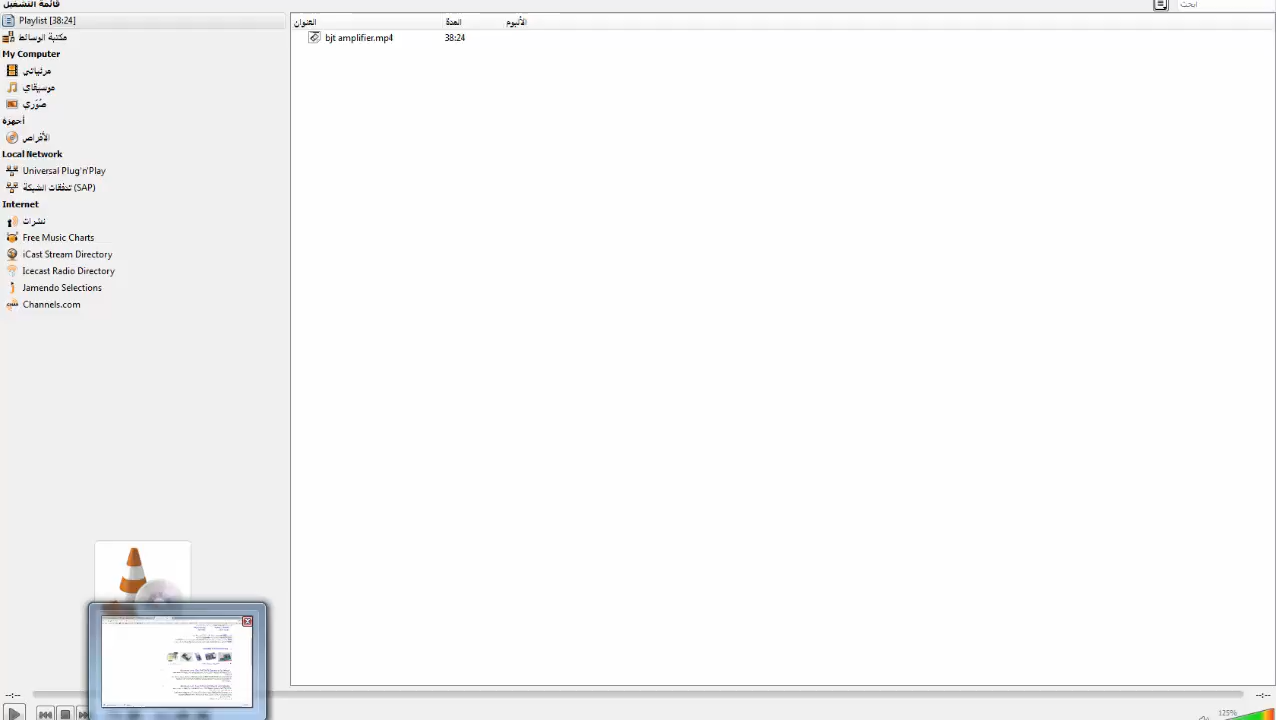 قائمة التشغيل
ابحث
Playlist [38:24]
العنوان المدة الألبوم
مكتبة الوسائط
bjt amplifier.mp4 38:24
My Computer
مرئياتي
موسيقاي
صُوَري
أجهزة
الأقراص
Local Network
Universal Plug'n'Play
تدفقات الشبكة (SAP)
Internet
نشرات
Free Music Charts
iCast Stream Directory
Icecast Radio Directory
Jamendo Selections
Channels.com
--:-- --:--
125%